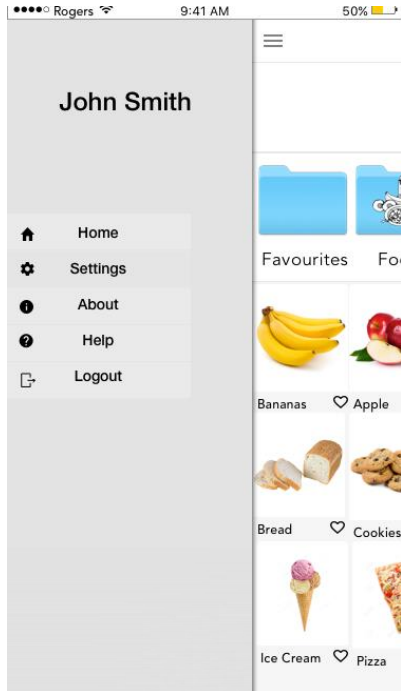 Rogers 9:41 AM 50%
John Smith
Home
Settings
About
Help
Logout
Favourites
Fo
Bananas
Apple
Bread
Cookies
Ice Cream
Pizza